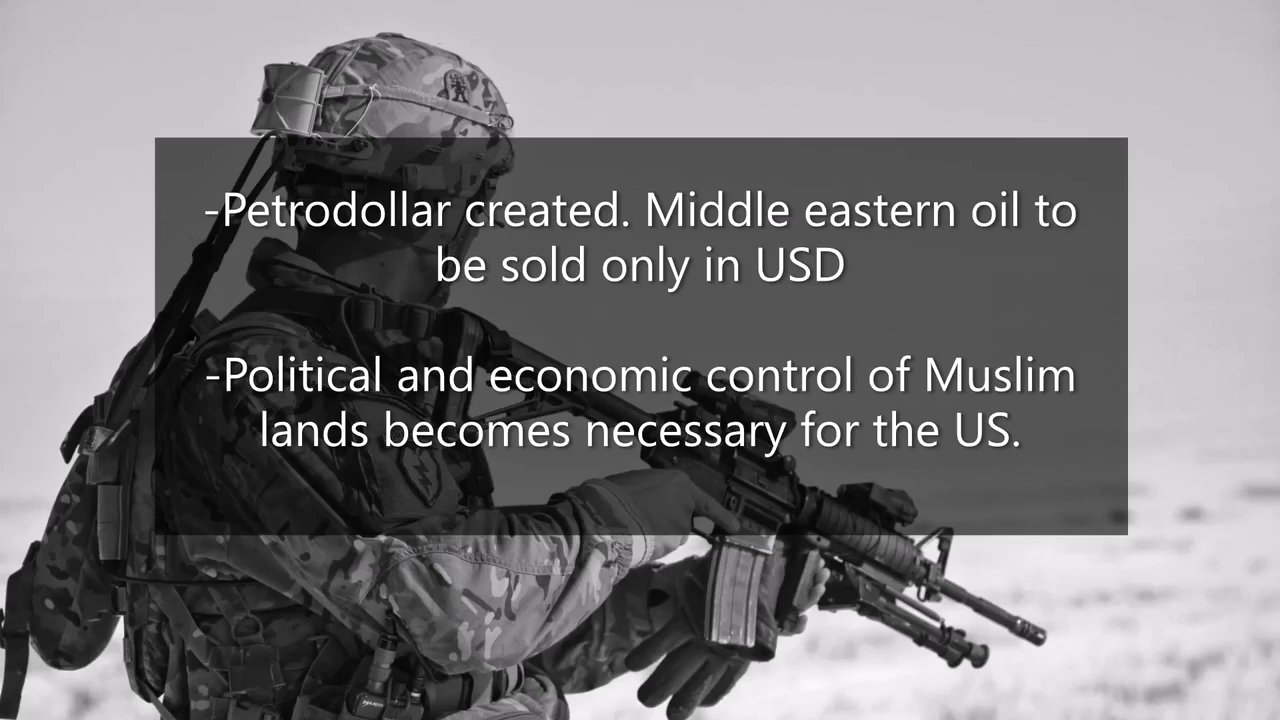 -Petrodollar created. Middle eastern oil to
be sold only in USD
-Political and economic control of Muslim
lands becomes necessary for the US.